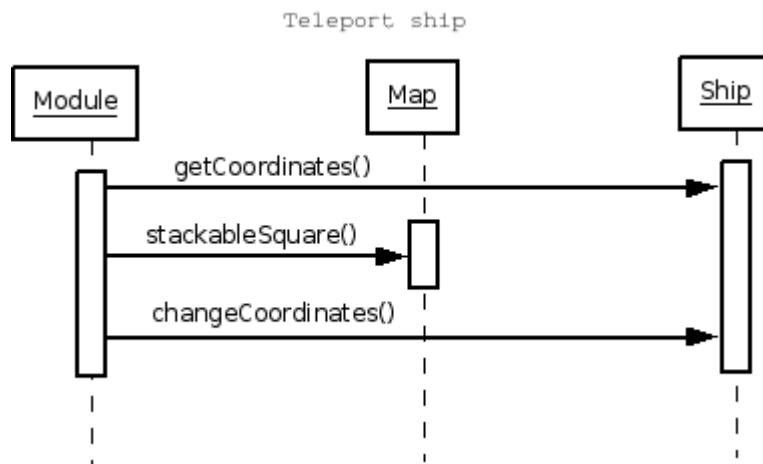 Teleport ship
Module
Map
Ship
getCoordinates()
stackableSquare()
changeCoordinates()